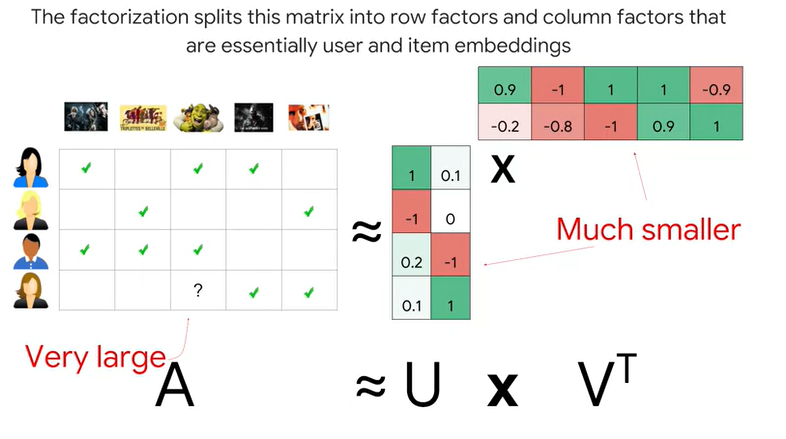 The factorization splits this matrix into row factors and column factors that
are essentially user and item embeddings
0.9 -1 1 1 -0.9
-0.2 -0.8 -1 0.9 1
x
1 0.1
-1 0
0.2 -1
0.1 1
≈
?
Much smaller
Very large
A ≈ U x Vᵀ